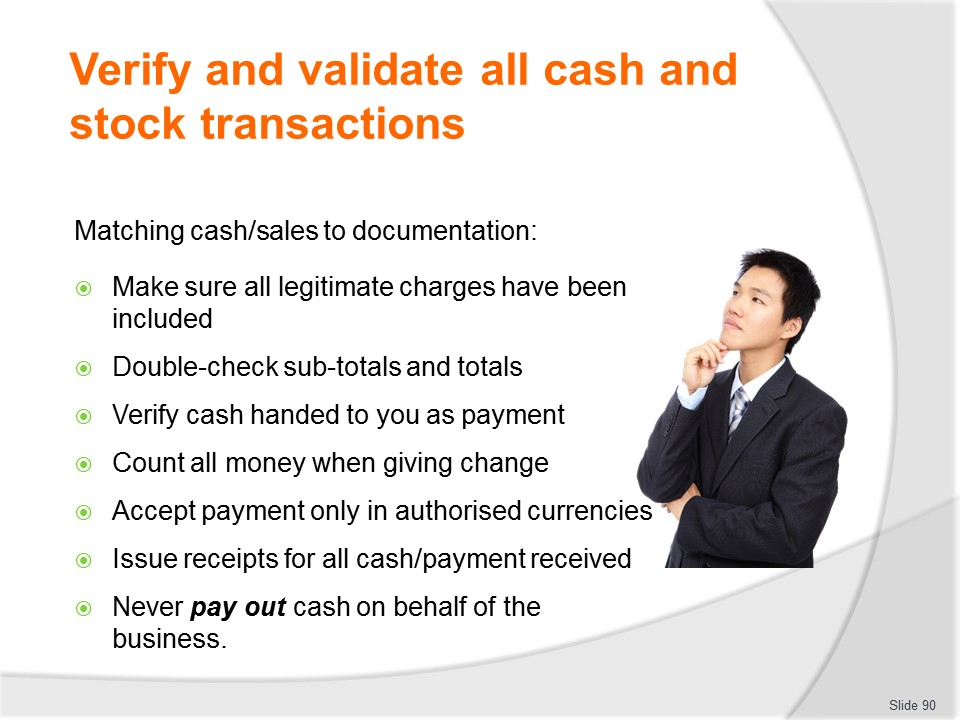 Verify and validate all cash and
stock transactions
Matching cash/sales to documentation:
Make sure all legitimate charges have been
included
Double-check sub-totals and totals
Verify cash handed to you as payment
Count all money when giving change
Accept payment only in authorised currencies
Issue receipts for all cash/payment received
Never pay out cash on behalf of the
business.
Slide 90